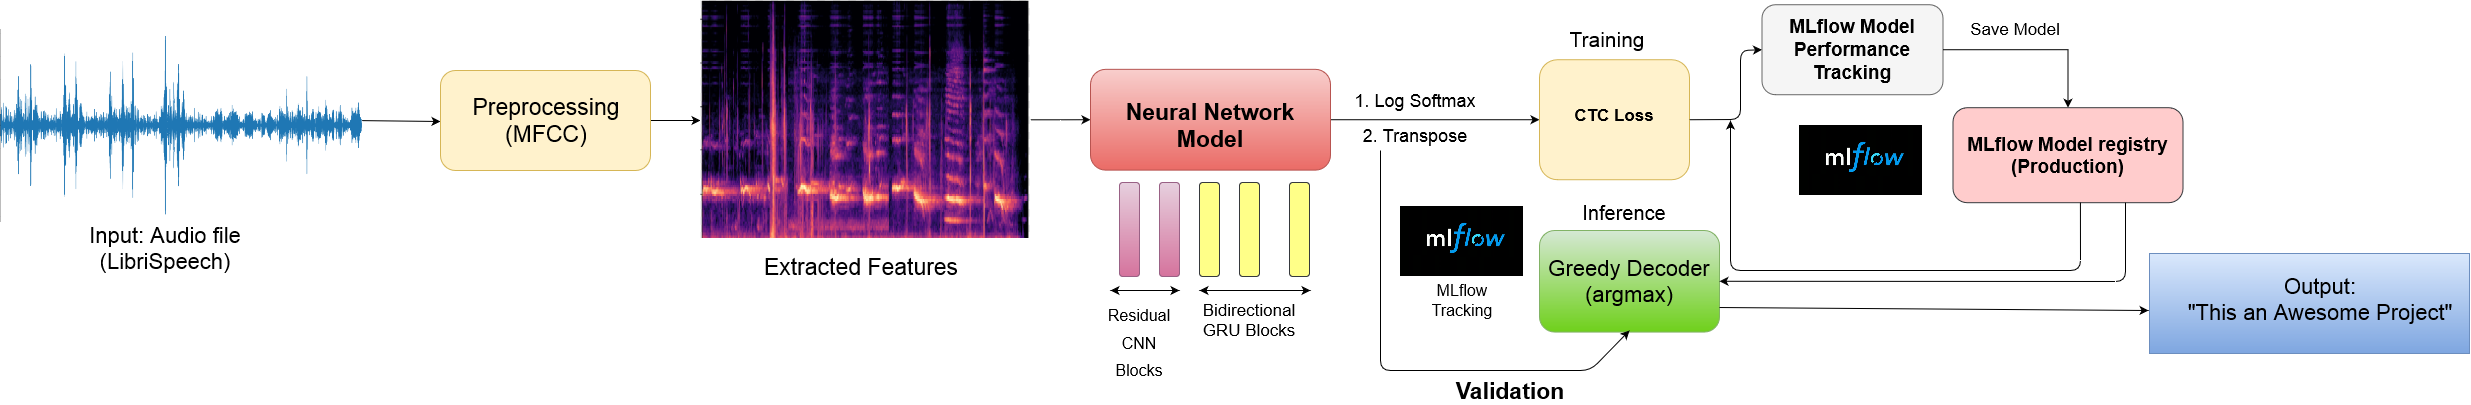 Input: Audio file
(LibriSpeech)
Preprocessing
(MFCC)
Extracted Features
Neural Network
Model
Residual
CNN
Blocks
Bidirectional
GRU Blocks
1. Log Softmax
2. Transpose
Training
CTC Loss
mlflow
MLflow
Tracking
Inference
Greedy Decoder
(argmax)
Validation
MLflow Model
Performance
Tracking
Save Model
mlflow
MLflow Model registry
(Production)
Output:
"This an Awesome Project"